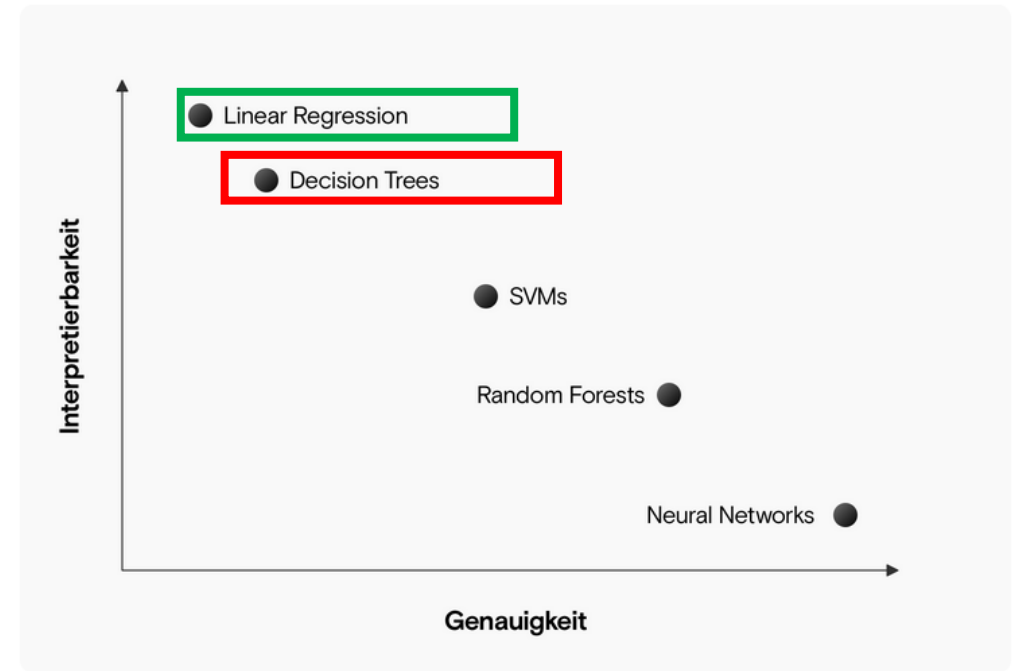 Linear Regression
Decision Trees
SVMs
Random Forests
Neural Networks
Interpretierbarkeit
Genauigkeit